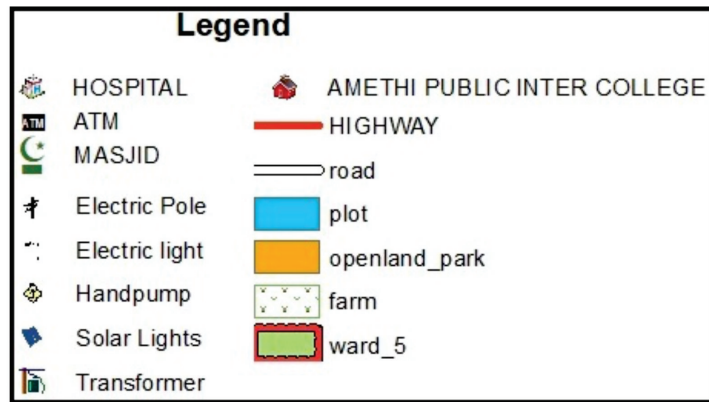 Legend
HOSPITAL
ATM
ATM
MASJID
Electric Pole
Electric light
Handpump
Solar Lights
Transformer
AMETHI PUBLIC INTER COLLEGE
HIGHWAY
road
plot
openland_park
farm
ward_5